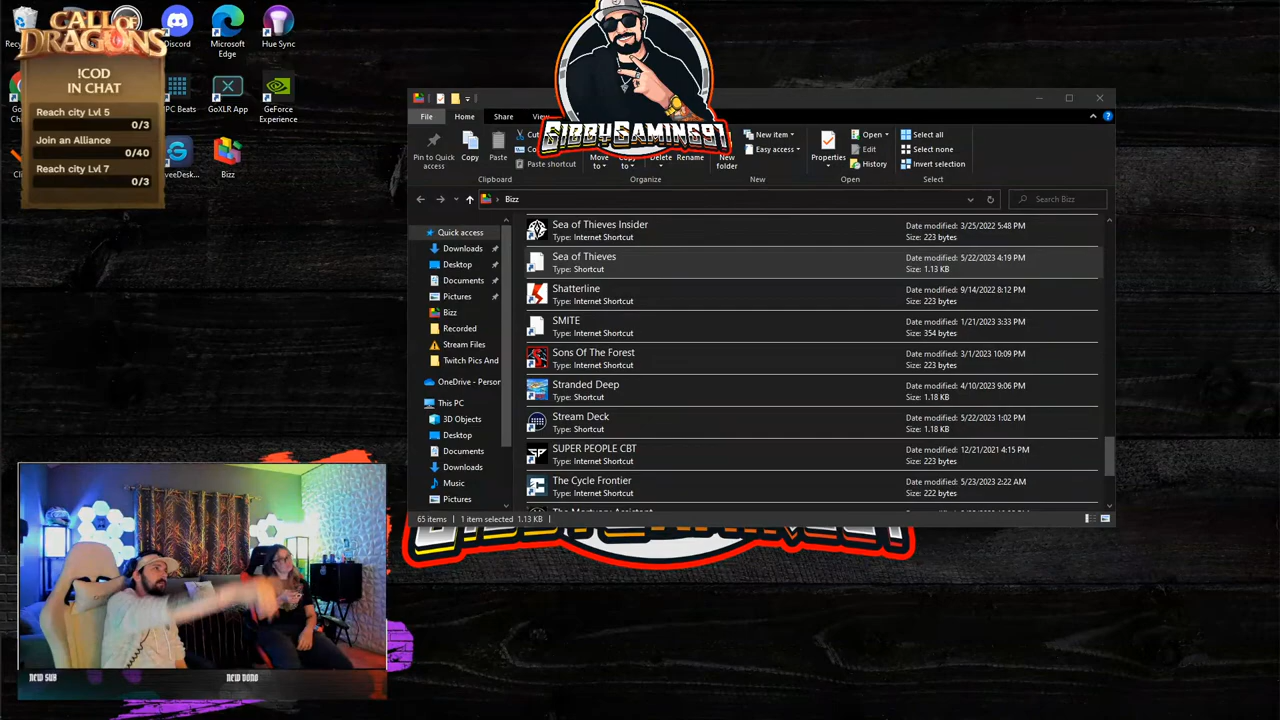 CALL OF
DRAGONS
!COD
IN CHAT
Reach city Lvl 5
0/3
Join an Alliance
0/40
Reach city Lvl 7
0/3
Discord
Microsoft
Edge
Hue Sync
GoXLR App
GeForce
Experience
Bizz
GIBBYGAMING91
File
Home
Share
Pin to Quick
access
Copy
Paste
Paste shortcut
Clipboard
Move
to
Delete
Rename
Organize
New
folder
New item
Easy access
New
Properties
Open
Edit
History
Open
Select all
Select none
Invert selection
Select
Bizz
Search Bizz
Quick access
Downloads
Desktop
Documents
Pictures
Bizz
Recorded
Stream Files
Twitch Pics And
OneDrive - Person
This PC
3D Objects
Desktop
Documents
Downloads
Music
Pictures
Sea of Thieves Insider
Type: Internet Shortcut
Date modified: 3/25/2022 5:48 PM
Size: 223 bytes
Sea of Thieves
Type: Shortcut
Date modified: 5/22/2023 4:19 PM
Size: 1.13 KB
Shatterline
Type: Internet Shortcut
Date modified: 9/14/2022 8:12 PM
Size: 223 bytes
SMITE
Type: Internet Shortcut
Date modified: 1/21/2023 3:33 PM
Size: 354 bytes
Sons Of The Forest
Type: Internet Shortcut
Date modified: 3/1/2023 10:09 PM
Size: 223 bytes
Stranded Deep
Type: Shortcut
Date modified: 4/10/2023 9:06 PM
Size: 1.18 KB
Stream Deck
Type: Shortcut
Date modified: 5/22/2023 1:02 PM
Size: 1.18 KB
SUPER PEOPLE CBT
Type: Internet Shortcut
Date modified: 12/21/2021 4:15 PM
Size: 223 bytes
The Cycle Frontier
Type: Internet Shortcut
Date modified: 5/23/2023 2:22 AM
Size: 222 bytes
The Mortuary Assistant
65 items
1 item selected 1.13 KB
NEW SUB
NEW DONO